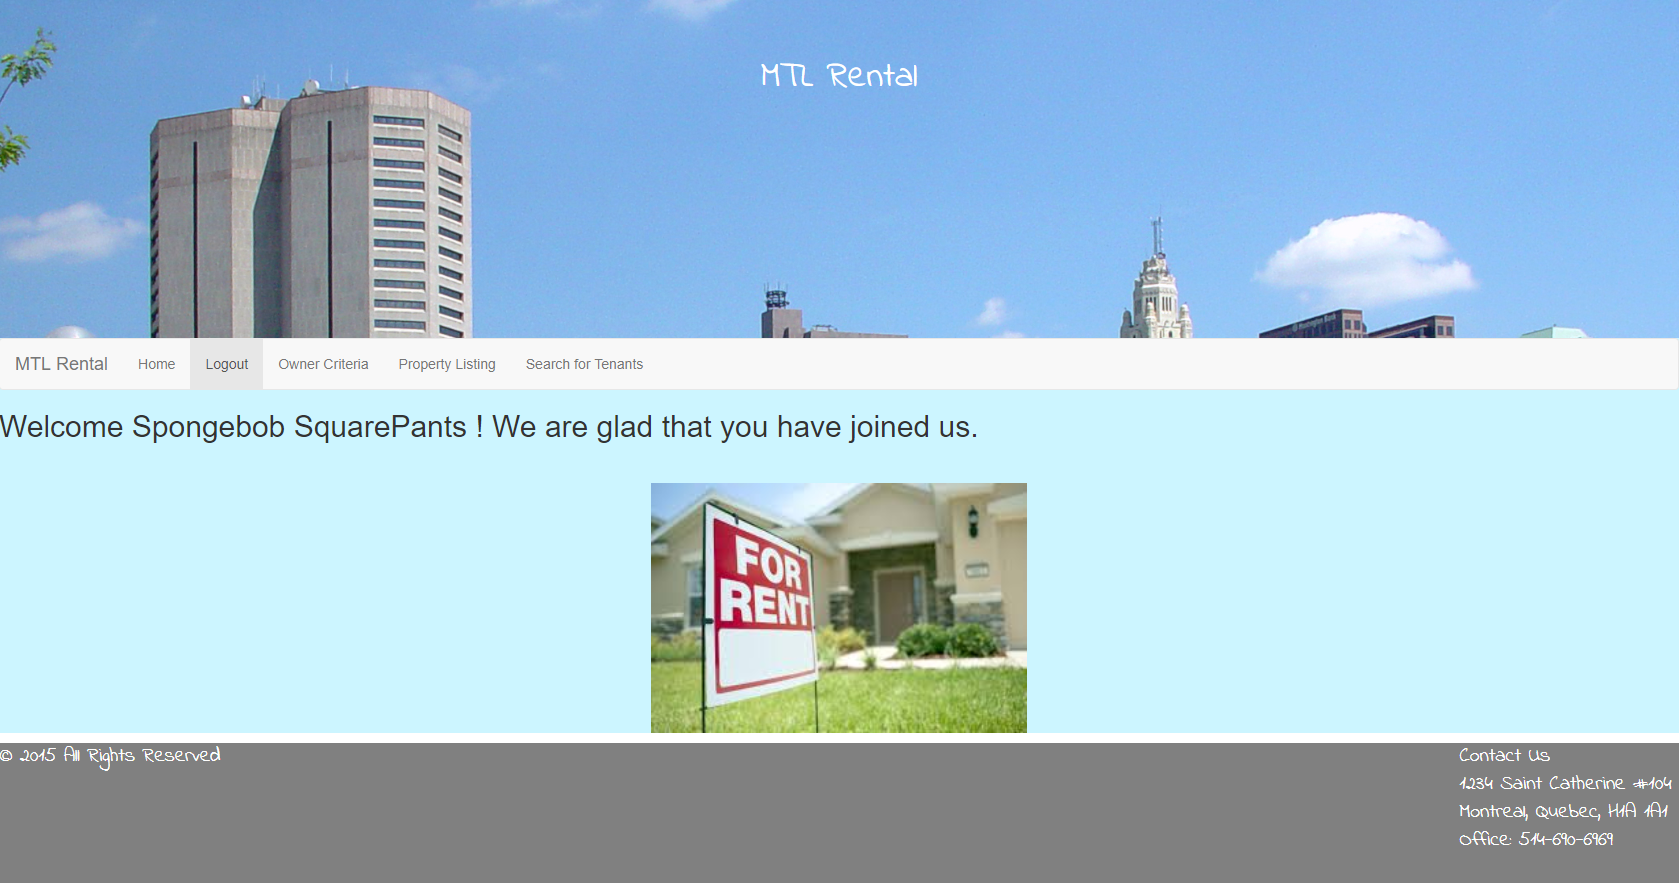 MTL Rental
MTL Rental Home Logout Owner Criteria Property Listing Search for Tenants
Welcome Spongebob SquarePants ! We are glad that you have joined us.
FOR
RENT
© 2015 All Rights Reserved
Contact Us
1234 Saint Catherine #104
Montreal, Quebec, H1A 1A1
Office: 514-690-6969